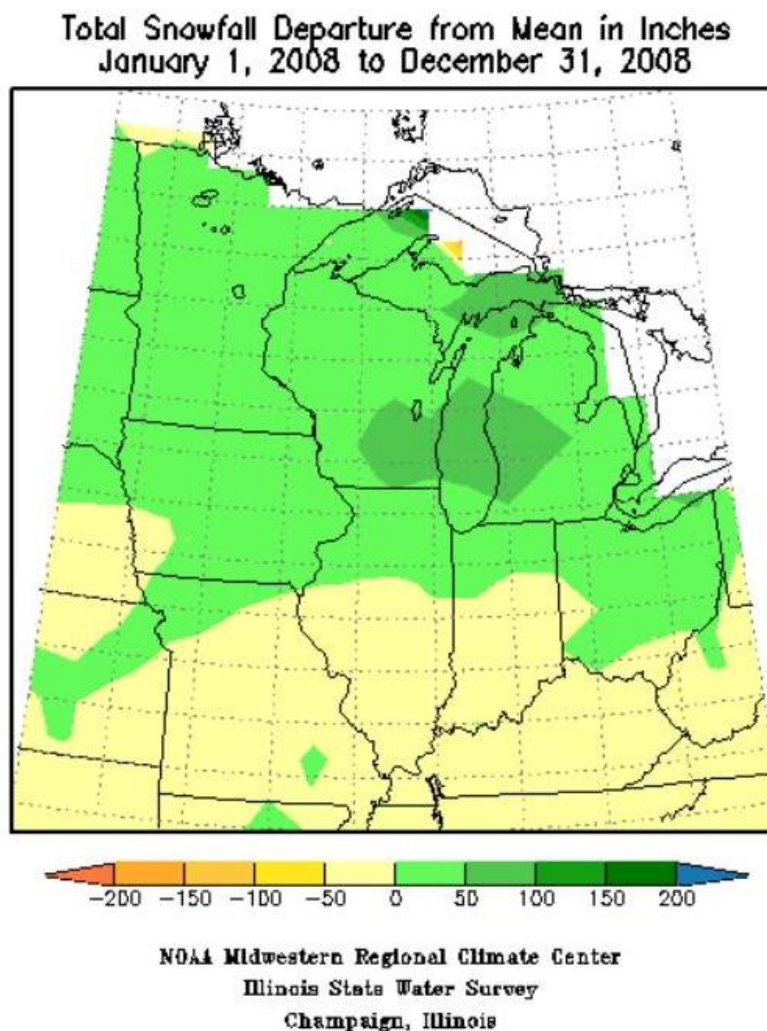 Total Snowfall Departure from Mean in Inches
January 1, 2008 to December 31, 2008
-200 -150 -100 -50 0 50 100 150 200
NOAA Midwestern Regional Climate Center
Illinois State Water Survey
Champaign, Illinois